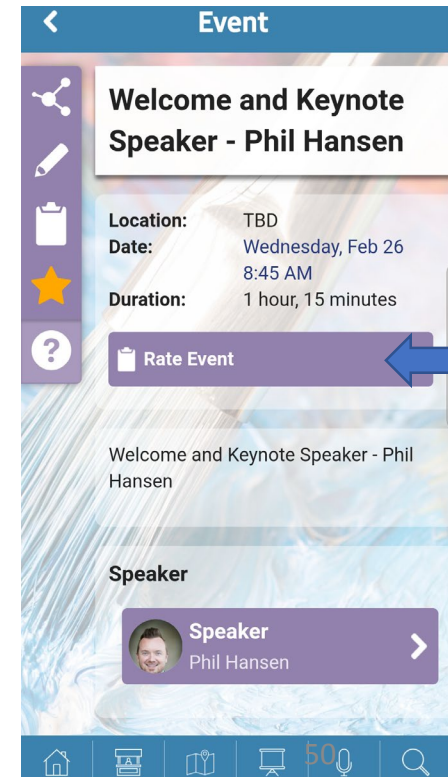 Event
Welcome and Keynote
Speaker - Phil Hansen
Location: TBD
Date: Wednesday, Feb 26
8:45 AM
Duration: 1 hour, 15 minutes
?
Rate Event
Welcome and Keynote Speaker - Phil
Hansen
Speaker
Speaker
Phil Hansen
50